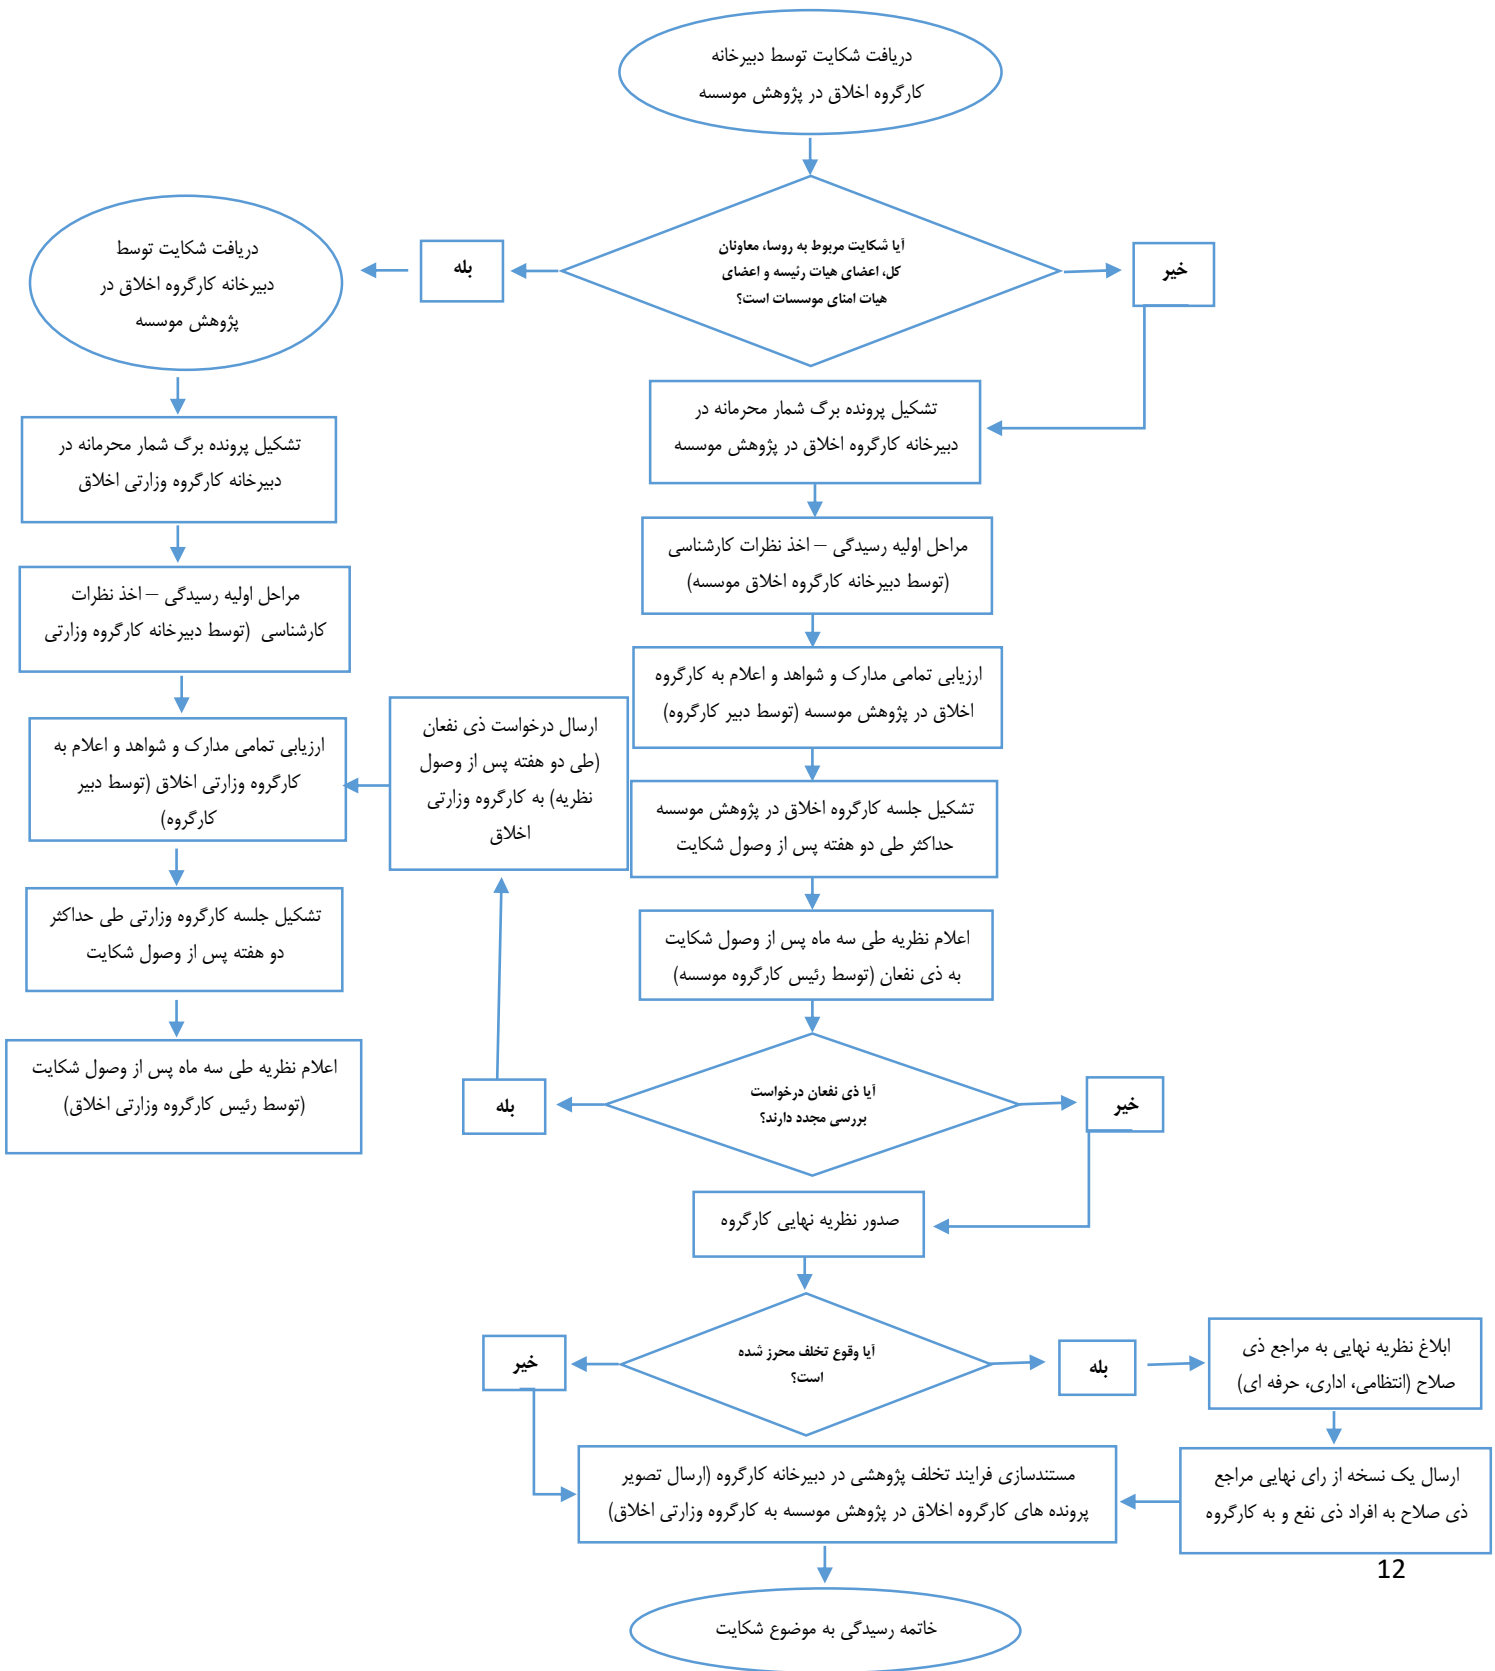 دریافت شکایت توسط دبیرخانه
کارگروه اخلاق در پژوهش موسسه
آیا شکایت مربوط به روسا، معاونان
کل، اعضای هیات رئیسه و اعضای
هیات امنای موسسات است؟
خیر
بله
دریافت شکایت توسط
دبیرخانه کارگروه اخلاق در
پژوهش موسسه
تشکیل پرونده برگ شمار محرمانه در
دبیرخانه کارگروه اخلاق در پژوهش موسسه
تشکیل پرونده برگ شمار محرمانه در
دبیرخانه کارگروه وزارتی اخلاق
مراحل اولیه رسیدگی – اخذ نظرات کارشناسی
(توسط دبیرخانه کارگروه اخلاق موسسه)
مراحل اولیه رسیدگی – اخذ نظرات
کارشناسی (توسط دبیرخانه کارگروه وزارتی
ارزیابی تمامی مدارک و شواهد و اعلام به کارگروه
اخلاق در پژوهش موسسه (توسط دبیر کارگروه)
ارسال درخواست ذی نفعان
(طی دو هفته پس از وصول
نظریه) به کارگروه وزارتی
اخلاق
ارزیابی تمامی مدارک و شواهد و اعلام به
کارگروه وزارتی اخلاق (توسط دبیر
کارگروه)
تشکیل جلسه کارگروه اخلاق در پژوهش موسسه
حداکثر طی دو هفته پس از وصول شکایت
تشکیل جلسه کارگروه وزارتی طی حداکثر
دو هفته پس از وصول شکایت
اعلام نظریه طی سه ماه پس از وصول شکایت
به ذی نفعان (توسط رئیس کارگروه موسسه)
اعلام نظریه طی سه ماه پس از وصول شکایت
(توسط رئیس کارگروه وزارتی اخلاق)
آیا ذی نفعان درخواست
بررسی مجدد دارند؟
خیر
بله
صدور نظریه نهایی کارگروه
آیا وقوع تخلف محرز شده
است؟
خیر
بله
ابلاغ نظریه نهایی به مراجع ذی
صلاح (انتظامی، اداری، حرفه ای)
ارسال یک نسخه از رای نهایی مراجع
ذی صلاح به افراد ذی نفع و به کارگروه
مستندسازی فرایند تخلف پژوهشی در دبیرخانه کارگروه (ارسال تصویر
پرونده های کارگروه اخلاق در پژوهش موسسه به کارگروه وزارتی اخلاق)
12
خاتمه رسیدگی به موضوع شکایت